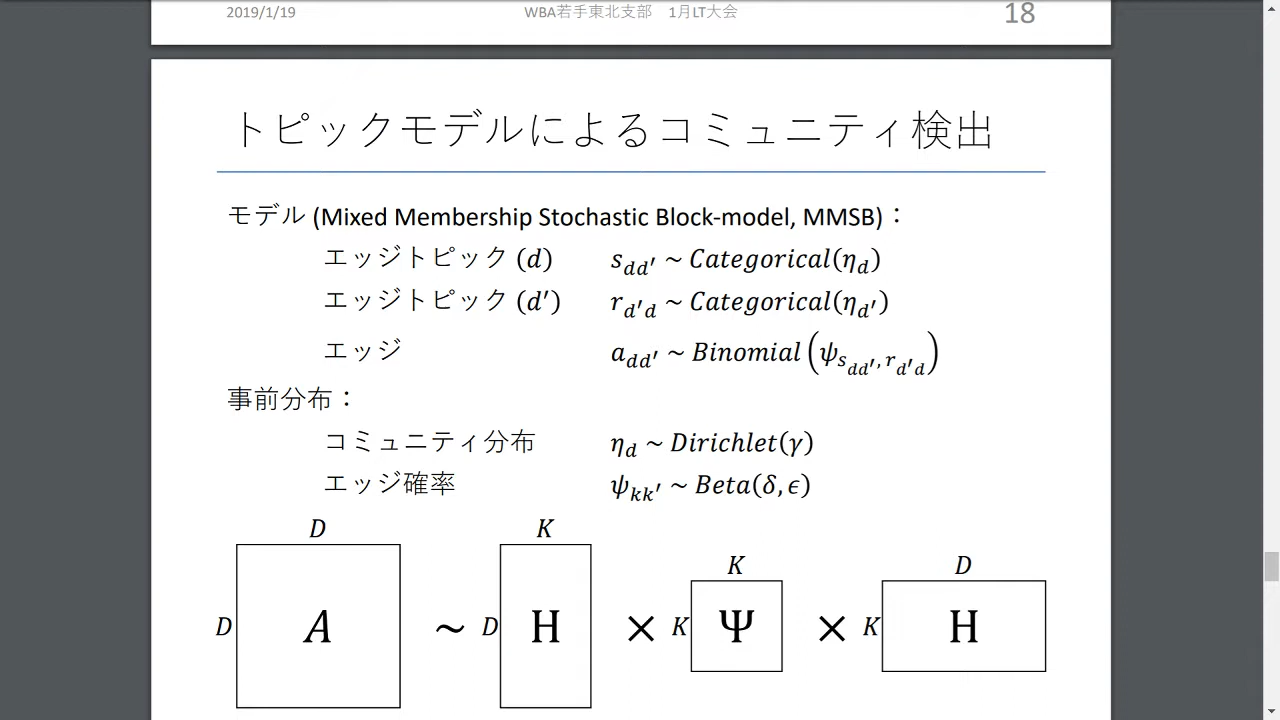 2019/1/19 WBA若手東北支部 1月LT大会 18
トピックモデルによるコミュニティ検出
モデル (Mixed Membership Stochastic Block-model, MMSB)：
エッジトピック (d) s_{dd′} ~ Categorical(η_d)
エッジトピック (d′) r_{d′d} ~ Categorical(η_{d′})
エッジ a_{dd′} ~ Binomial(ψ_{s_{dd′},r_{d′d}})
事前分布：
コミュニティ分布 η_d ~ Dirichlet(γ)
エッジ確率 ψ_{kk′} ~ Beta(δ, ϵ)
D K K D
D A ~ D H × K Ψ × K H